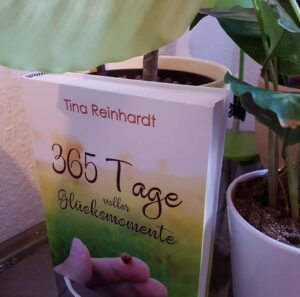 Tina Reinhardt
365 Tage
voller
Glücksmomente